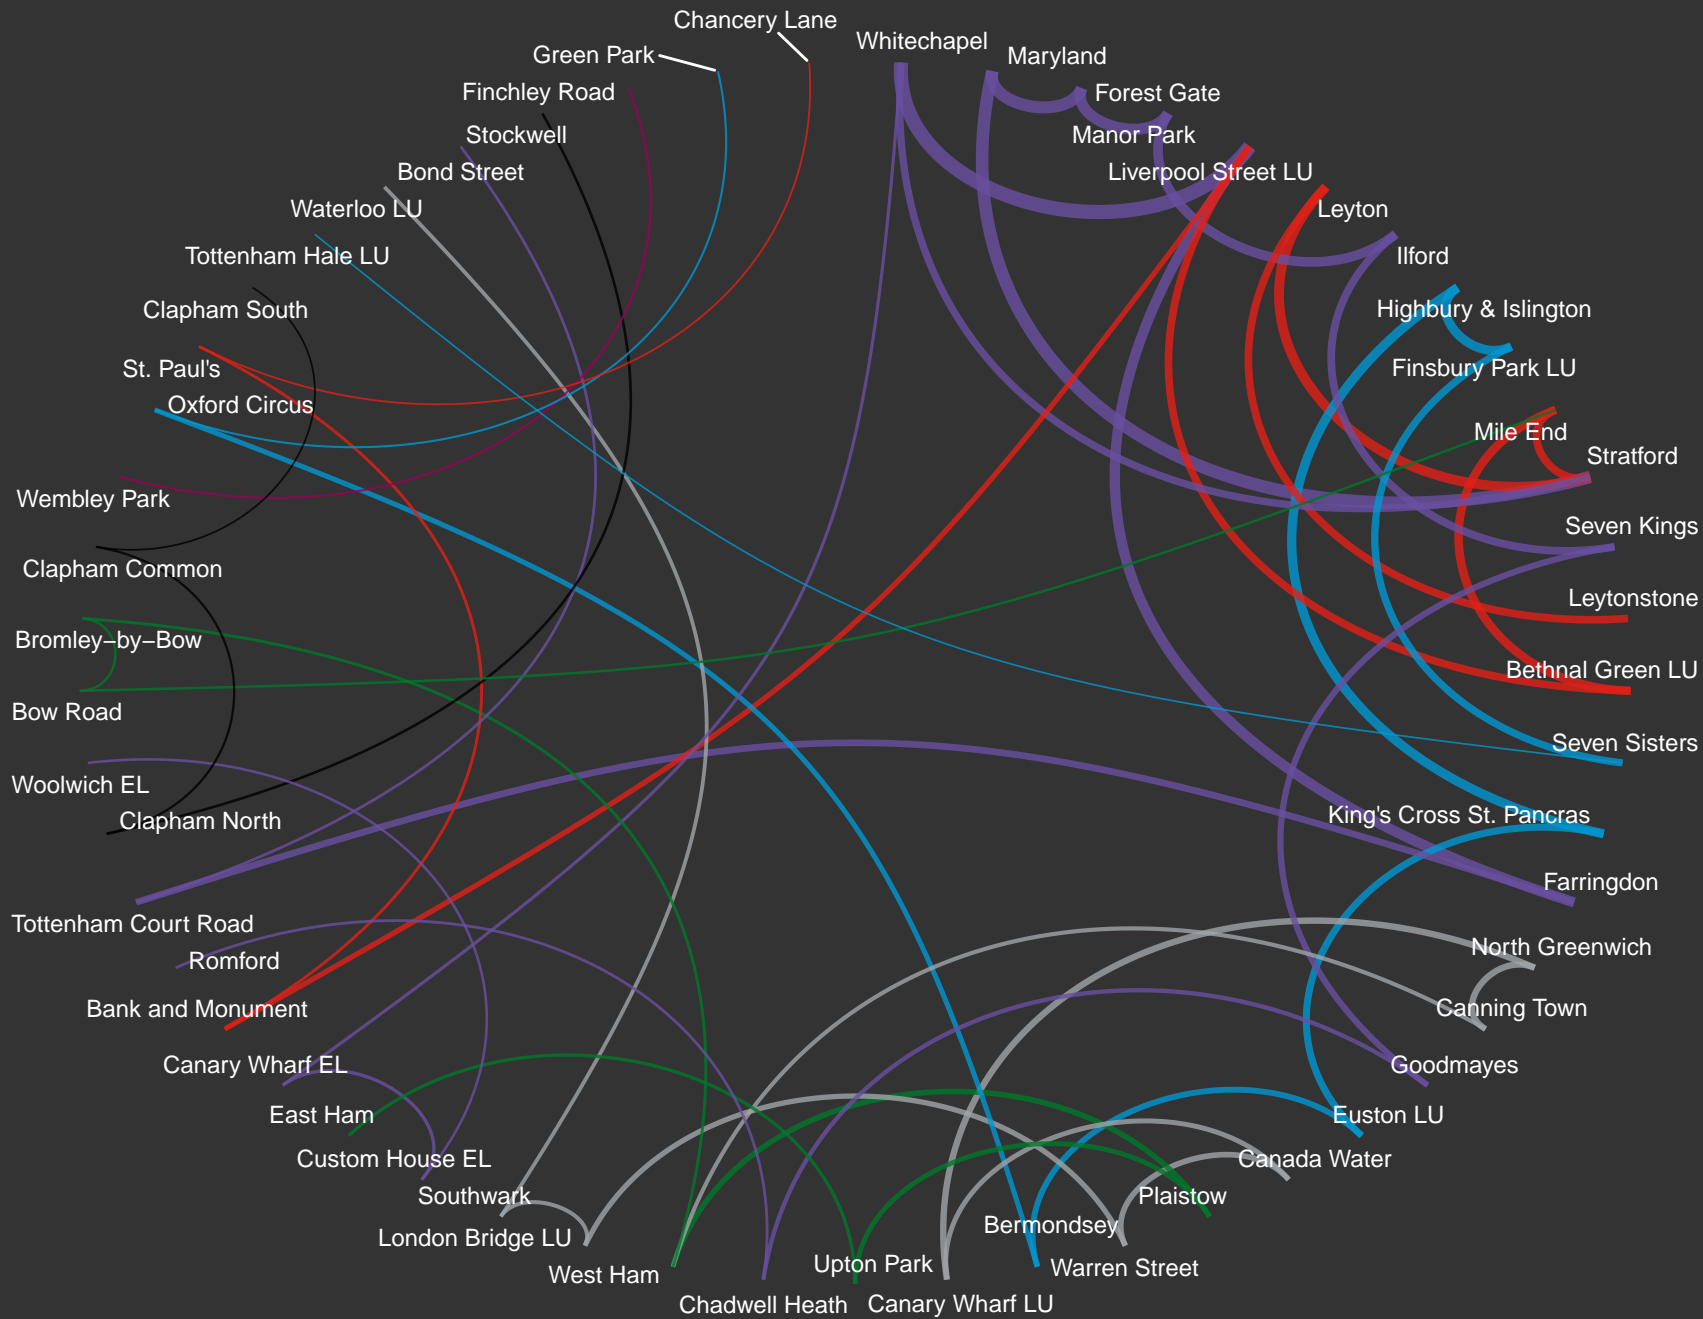 Chancery Lane
Whitechapel
Green Park
Maryland
Finchley Road
Forest Gate
Stockwell
Manor Park
Bond Street
Liverpool Street LU
Waterloo LU
Leyton
Tottenham Hale LU
Ilford
Clapham South
Highbury & Islington
St. Paul's
Finsbury Park LU
Oxford Circus
Mile End
Stratford
Wembley Park
Seven Kings
Clapham Common
Leytonstone
Bromley–by–Bow
Bethnal Green LU
Bow Road
Seven Sisters
Woolwich EL
King's Cross St. Pancras
Clapham North
Farringdon
Tottenham Court Road
North Greenwich
Romford
Canning Town
Bank and Monument
Canary Wharf EL
Goodmayes
East Ham
Euston LU
Custom House EL
Canada Water
Southwark
Plaistow
Bermondsey
London Bridge LU
Upton Park
Warren Street
West Ham
Chadwell Heath
Canary Wharf LU